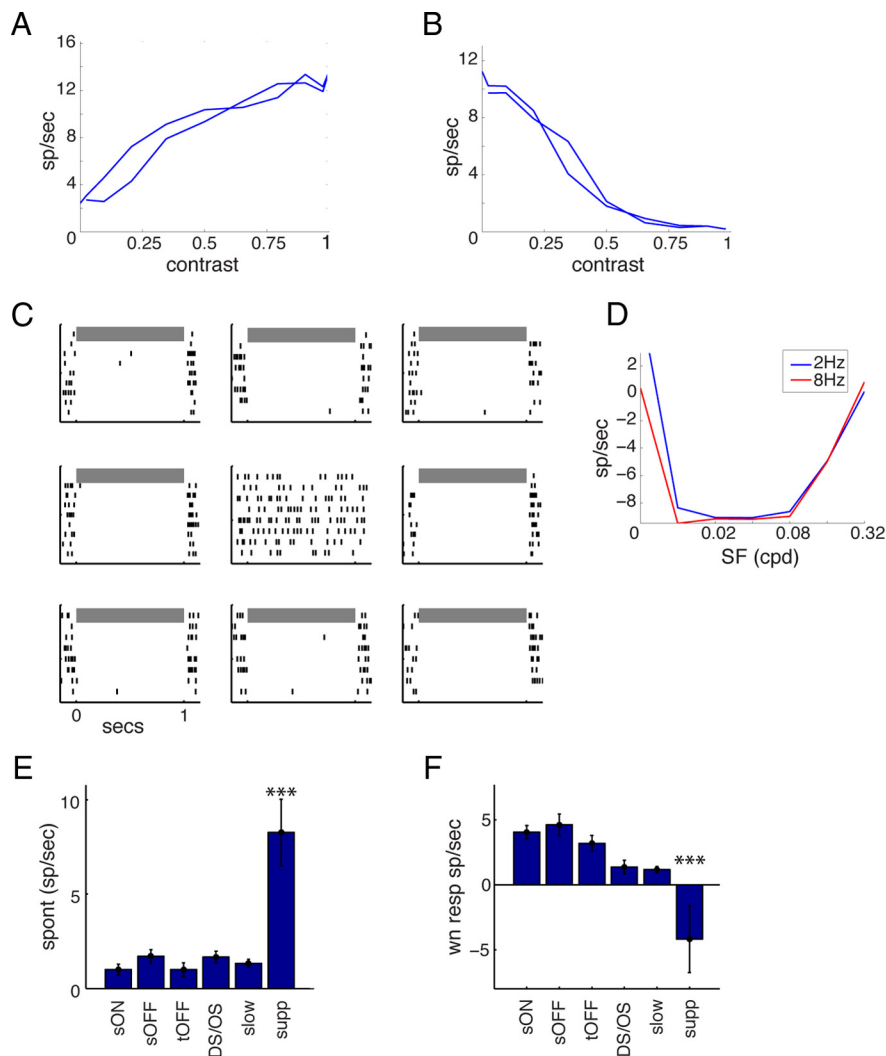 A
B
16
12
8
4
0
sp/sec
0.25
0.5
0.75
1
contrast
12
8
4
0
sp/sec
0.25
0.5
0.75
1
contrast
C
0
1
secs
D
2Hz
8Hz
2
0
−2
−4
−6
−8
sp/sec
0
0.02
0.08
0.32
SF (cpd)
E
10
5
0
spont (sp/sec)
***
sON
sOFF
tOFF
DS/OS
slow
supp
F
5
0
−5
wn resp sp/sec
***
sON
sOFF
tOFF
DS/OS
slow
supp